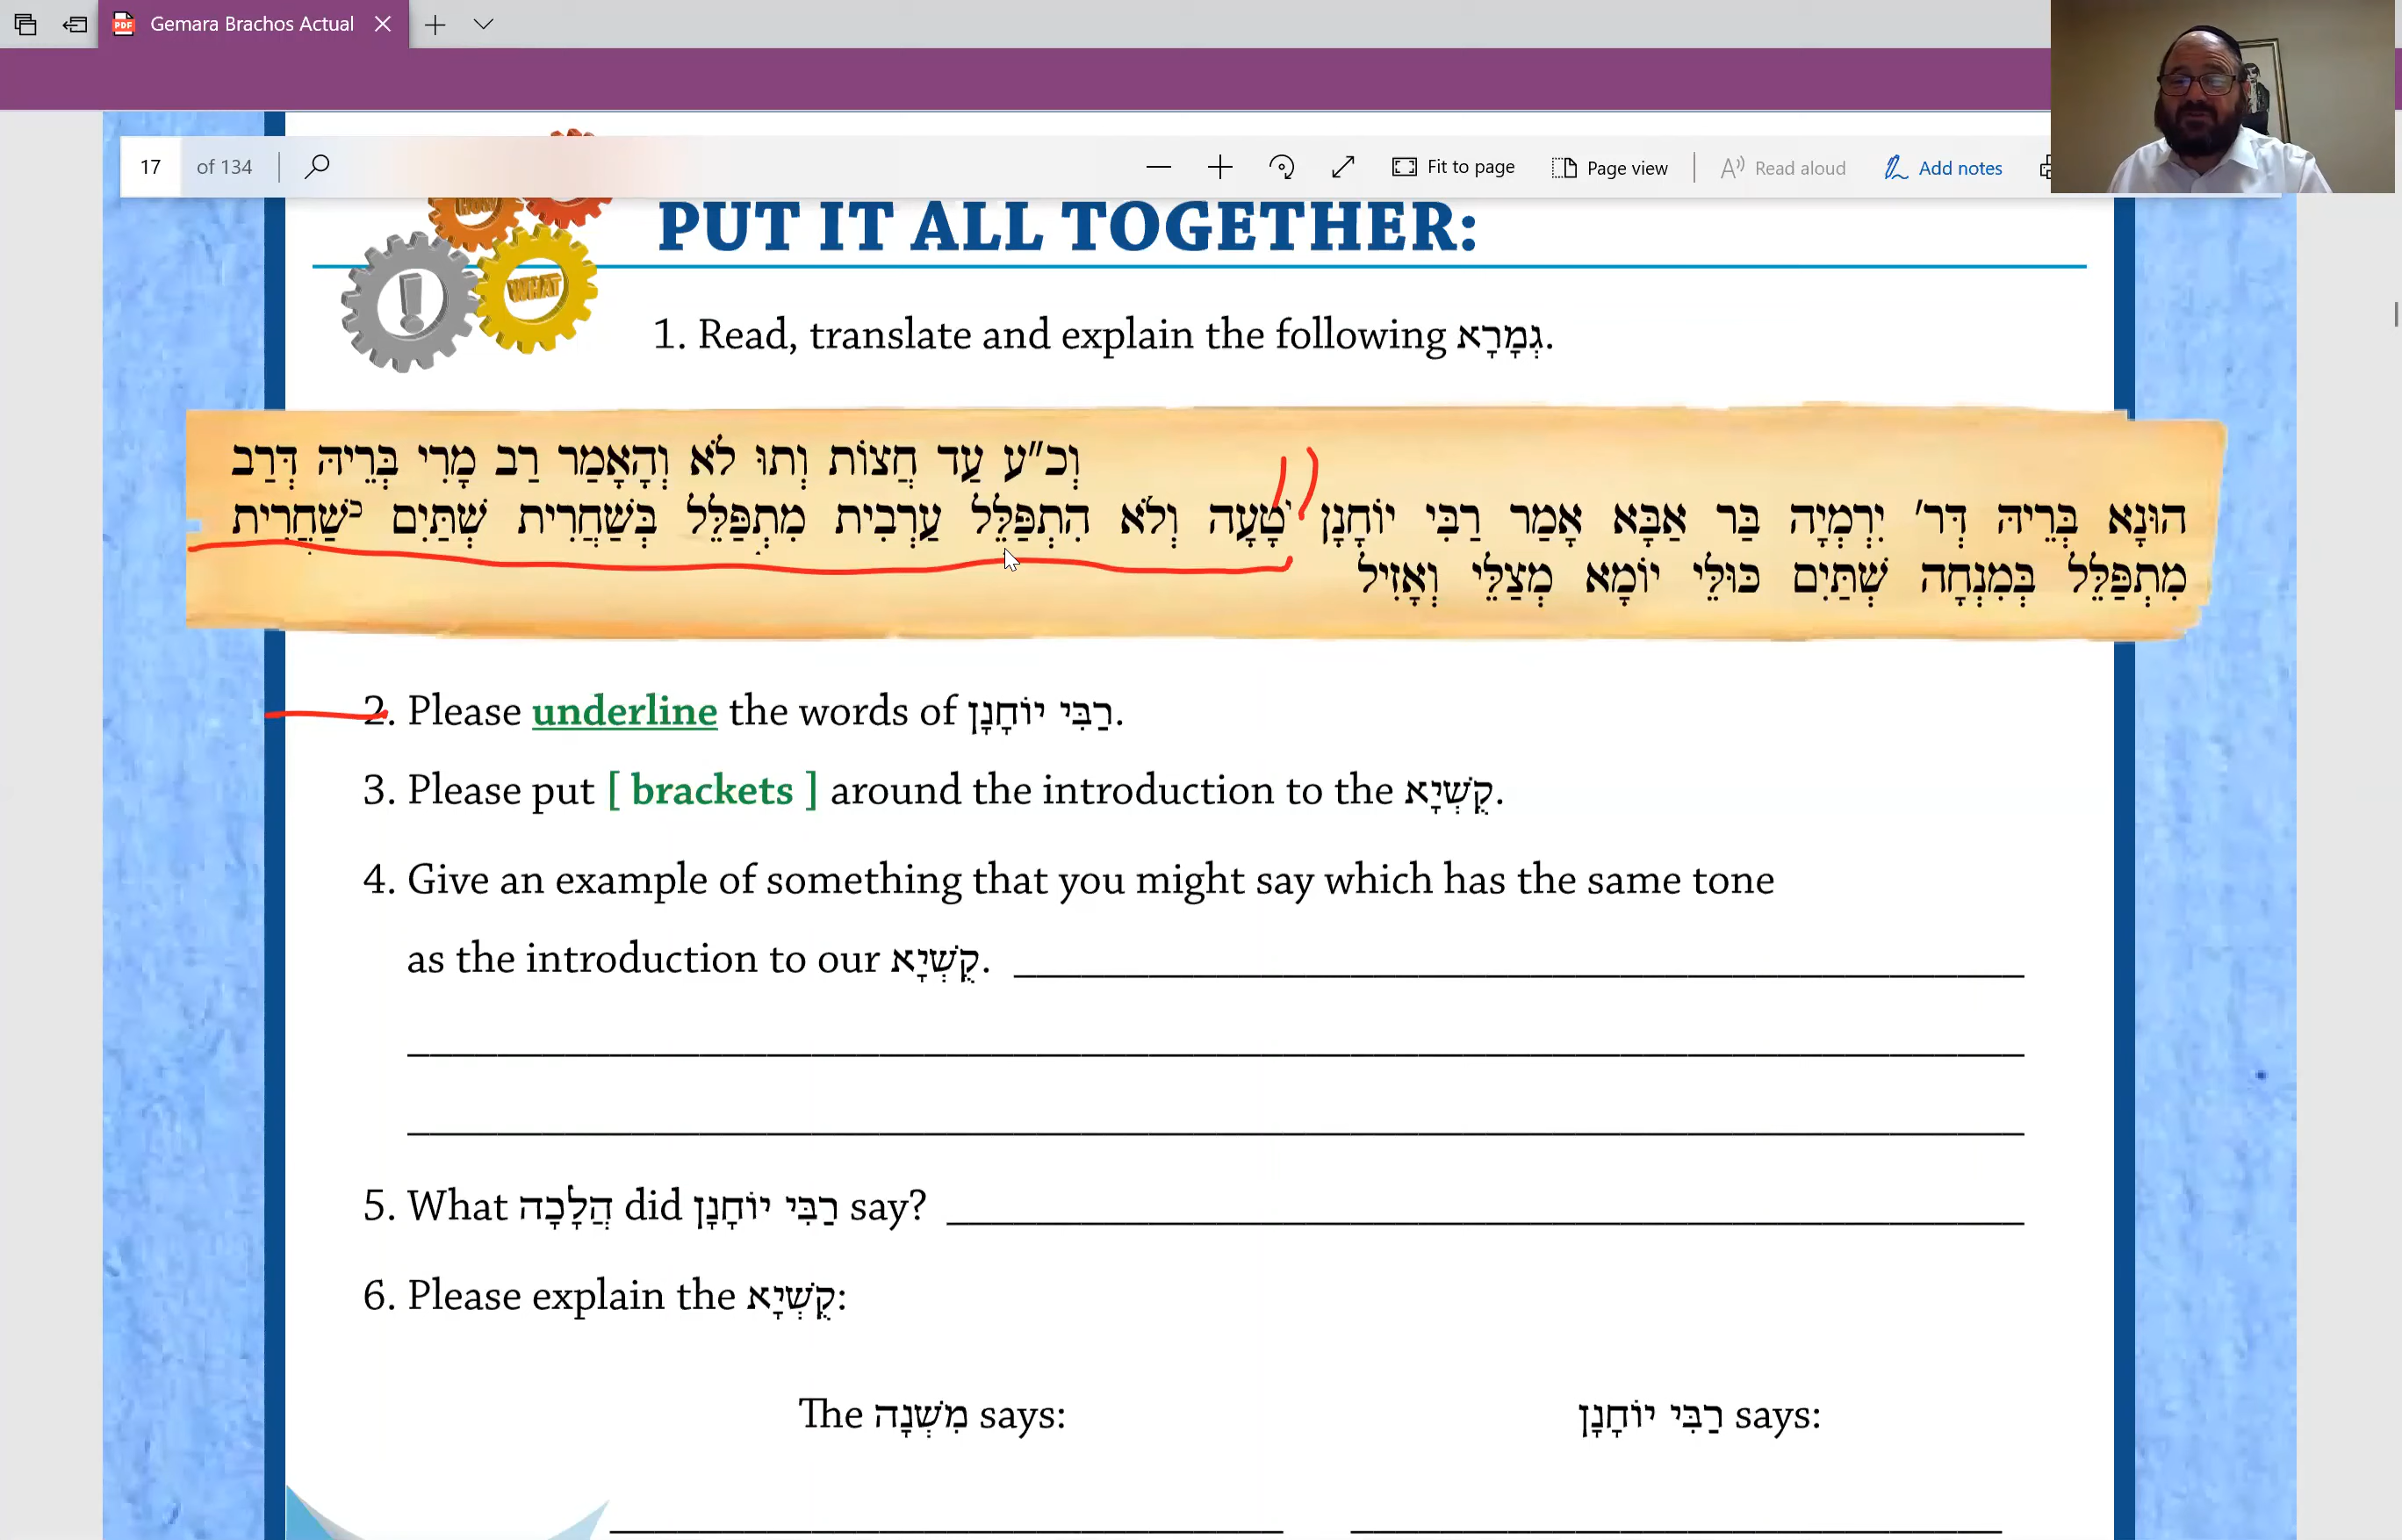 Gemara Brachos Actual
17 of 134
Fit to page
Page view
Read aloud
Add notes
WHAT
PUT IT ALL TOGETHER:
1. Read, translate and explain the following גְּמָרָא.
וְכ״ע עַד חֲצוֹת וְתוּ לֹא וְהָאָמַר רַב מָרִי בְּרֵיהּ דְּרַב
הוּנָא בְּרֵיהּ דְּר׳ יִרְמְיָה בַּר אַבָּא אָמַר רַבִּי יוֹחָנָן יטָעָה וְלֹא הִתְפַּלֵּל עַרְבִית מִתְפַּלֵּל בְּשַׁחֲרִית שְׁתַּיִם כשַׁחֲרִית
מִתְפַּלֵּל בְּמִנְחָה שְׁתַּיִם כּוּלֵּי יוֹמָא מְצַלֵּי וְאָזִיל
2. Please underline the words of רַבִּי יוֹחָנָן.
3. Please put [ brackets ] around the introduction to the קֻשְׁיָא.
4. Give an example of something that you might say which has the same tone
as the introduction to our קֻשְׁיָא.
5. What הֲלָכָה did רַבִּי יוֹחָנָן say?
6. Please explain the קֻשְׁיָא:
The מִשְׁנָה says:
רַבִּי יוֹחָנָן says: